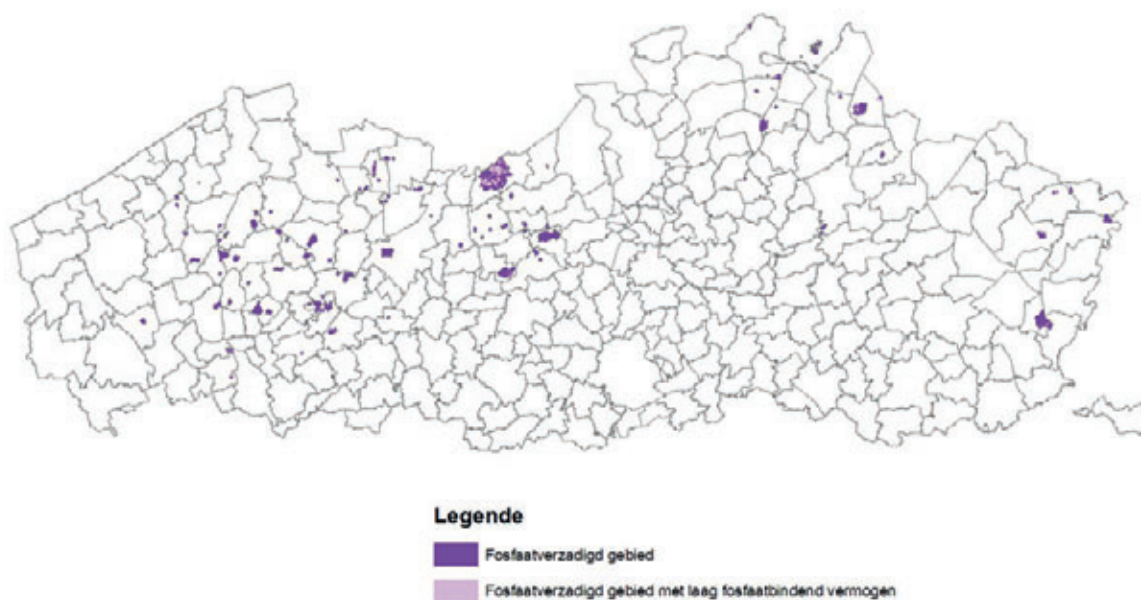 Legende
Fosfaatverzadigd gebied
Fosfaatverzadigd gebied met laag fosfaatbindend vermogen